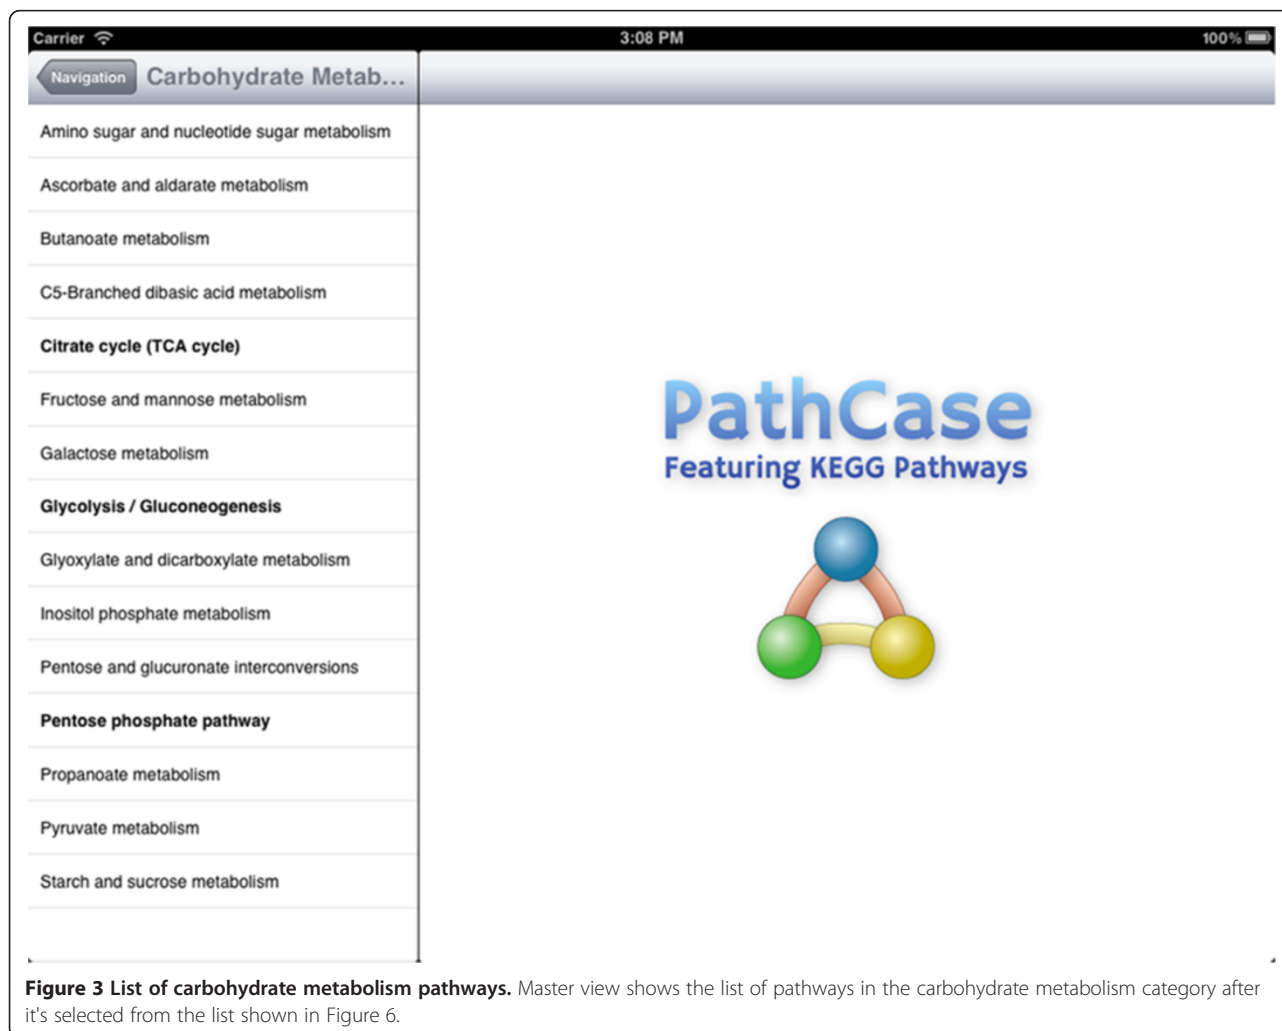 Carrier 3:08 PM 100%
Navigation Carbohydrate Metab...
Amino sugar and nucleotide sugar metabolism
Ascorbate and aldarate metabolism
Butanoate metabolism
C5-Branched dibasic acid metabolism
Citrate cycle (TCA cycle)
Fructose and mannose metabolism
Galactose metabolism
Glycolysis / Gluconeogenesis
Glyoxylate and dicarboxylate metabolism
Inositol phosphate metabolism
Pentose and glucuronate interconversions
Pentose phosphate pathway
Propanoate metabolism
Pyruvate metabolism
Starch and sucrose metabolism
PathCase
Featuring KEGG Pathways
Figure 3 List of carbohydrate metabolism pathways. Master view shows the list of pathways in the carbohydrate metabolism category after
it's selected from the list shown in Figure 6.